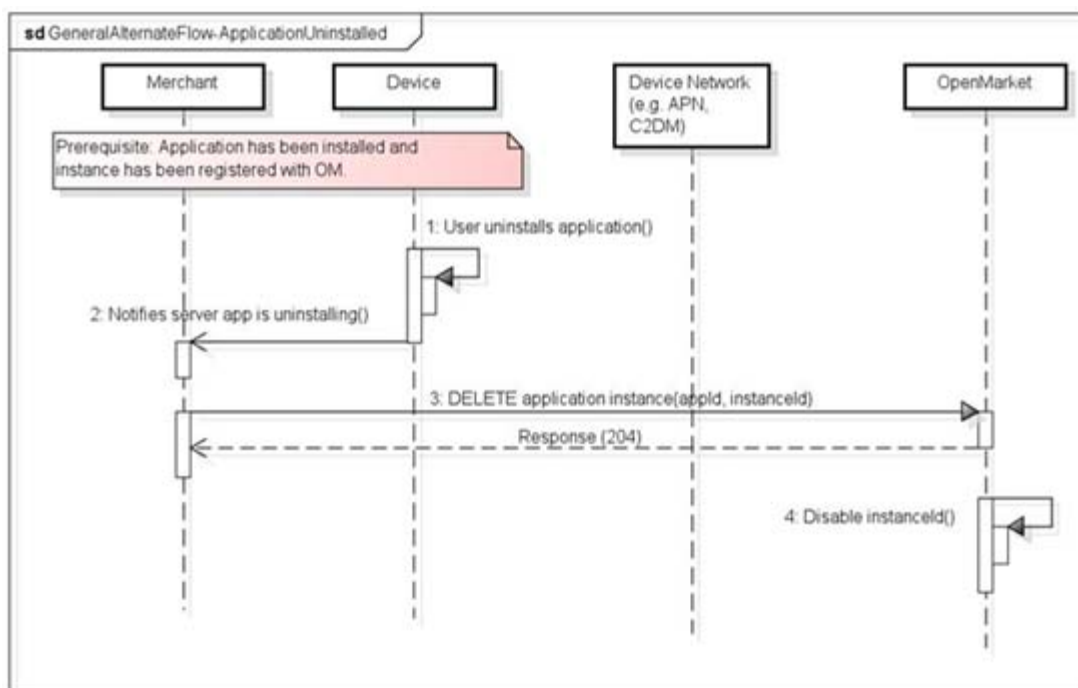 sd GeneralAlternateFlow-ApplicationUninstalled
Merchant
Device
Device Network
(e.g. APN,
C2DM)
OpenMarket
Prerequisite: Application has been installed and
instance has been registered with OM.
1: User uninstalls application()
2: Notifies server app is uninstalling()
3: DELETE application instance(appId, instanceId)
Response (204)
4: Disable instanceId()